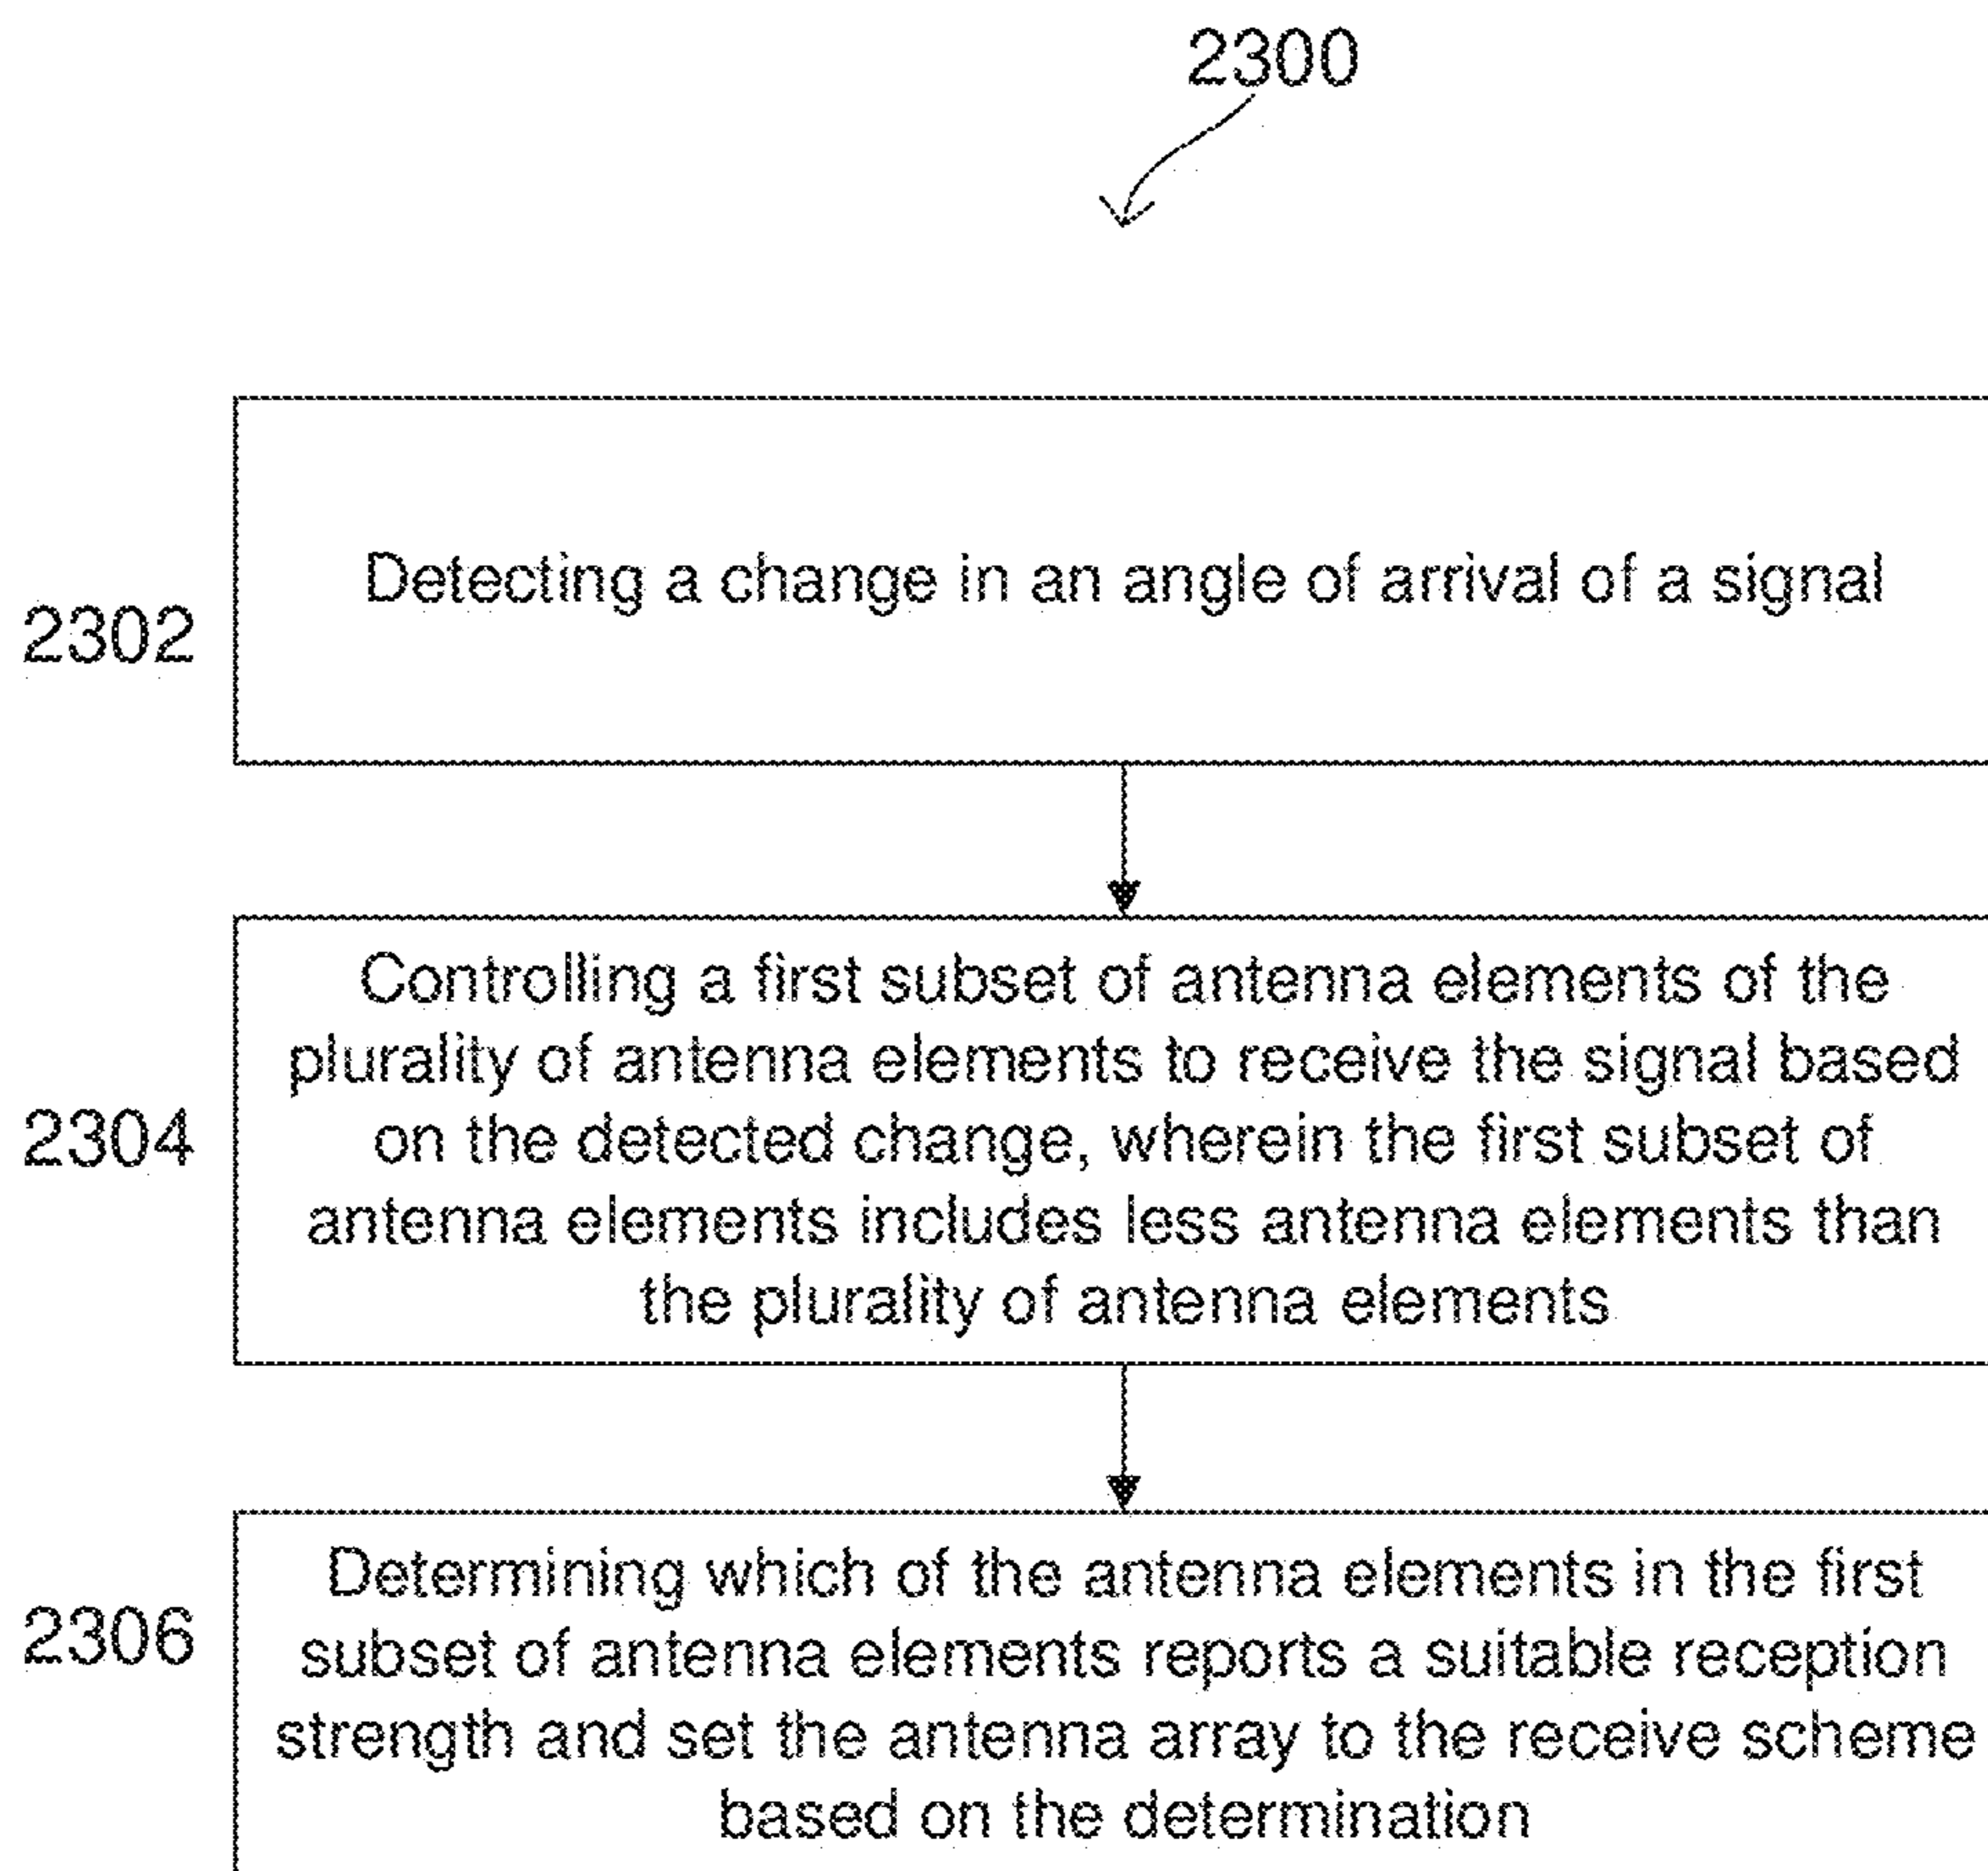 2300
2302
Detecting a change in an angle of arrival of a signal
2304
Controlling a first subset of antenna elements of the
plurality of antenna elements to receive the signal based
on the detected change, wherein the first subset of
antenna elements includes less antenna elements than
the plurality of antenna elements
2306
Determining which of the antenna elements in the first
subset of antenna elements reports a suitable reception
strength and set the antenna array to the receive scheme
based on the determination